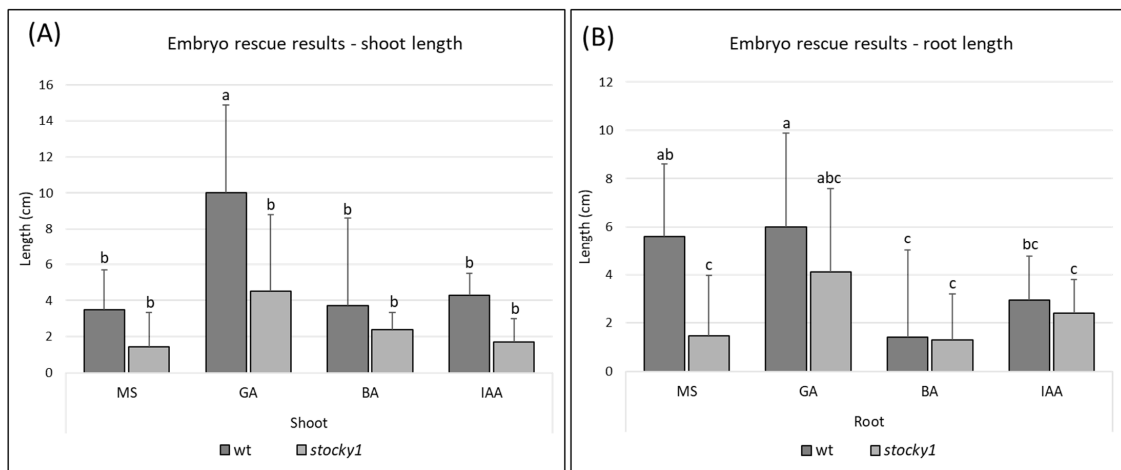 (A)
Embryo rescue results - shoot length
16
14
12
10
8
6
4
2
0
Length (cm)
b
b
a
b
b
b
b
b
MS GA BA IAA
Shoot
wt stocky1
(B)
Embryo rescue results - root length
12
10
8
6
4
2
0
Length (cm)
ab
c
a
abc
c
c
bc
c
MS GA BA IAA
Root
wt stocky1